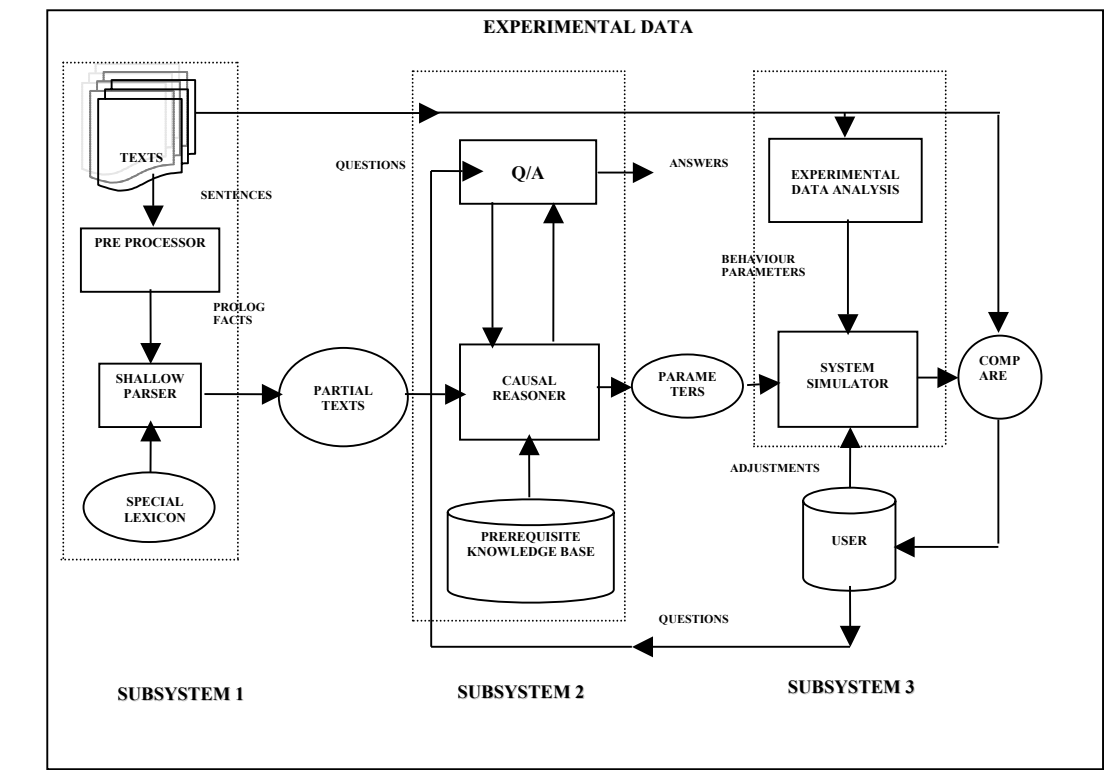 EXPERIMENTAL DATA
TEXTS
SENTENCES
PRE PROCESSOR
PROLOG
FACTS
SHALLOW
PARSER
SPECIAL
LEXICON
PARTIAL
TEXTS
QUESTIONS
Q/A
ANSWERS
CAUSAL
REASONER
PREREQUISITE
KNOWLEDGE BASE
PARAME
TERS
EXPERIMENTAL
DATA ANALYSIS
BEHAVIOUR
PARAMETERS
SYSTEM
SIMULATOR
COMP
ARE
ADJUSTMENTS
USER
QUESTIONS
SUBSYSTEM 1
SUBSYSTEM 2
SUBSYSTEM 3